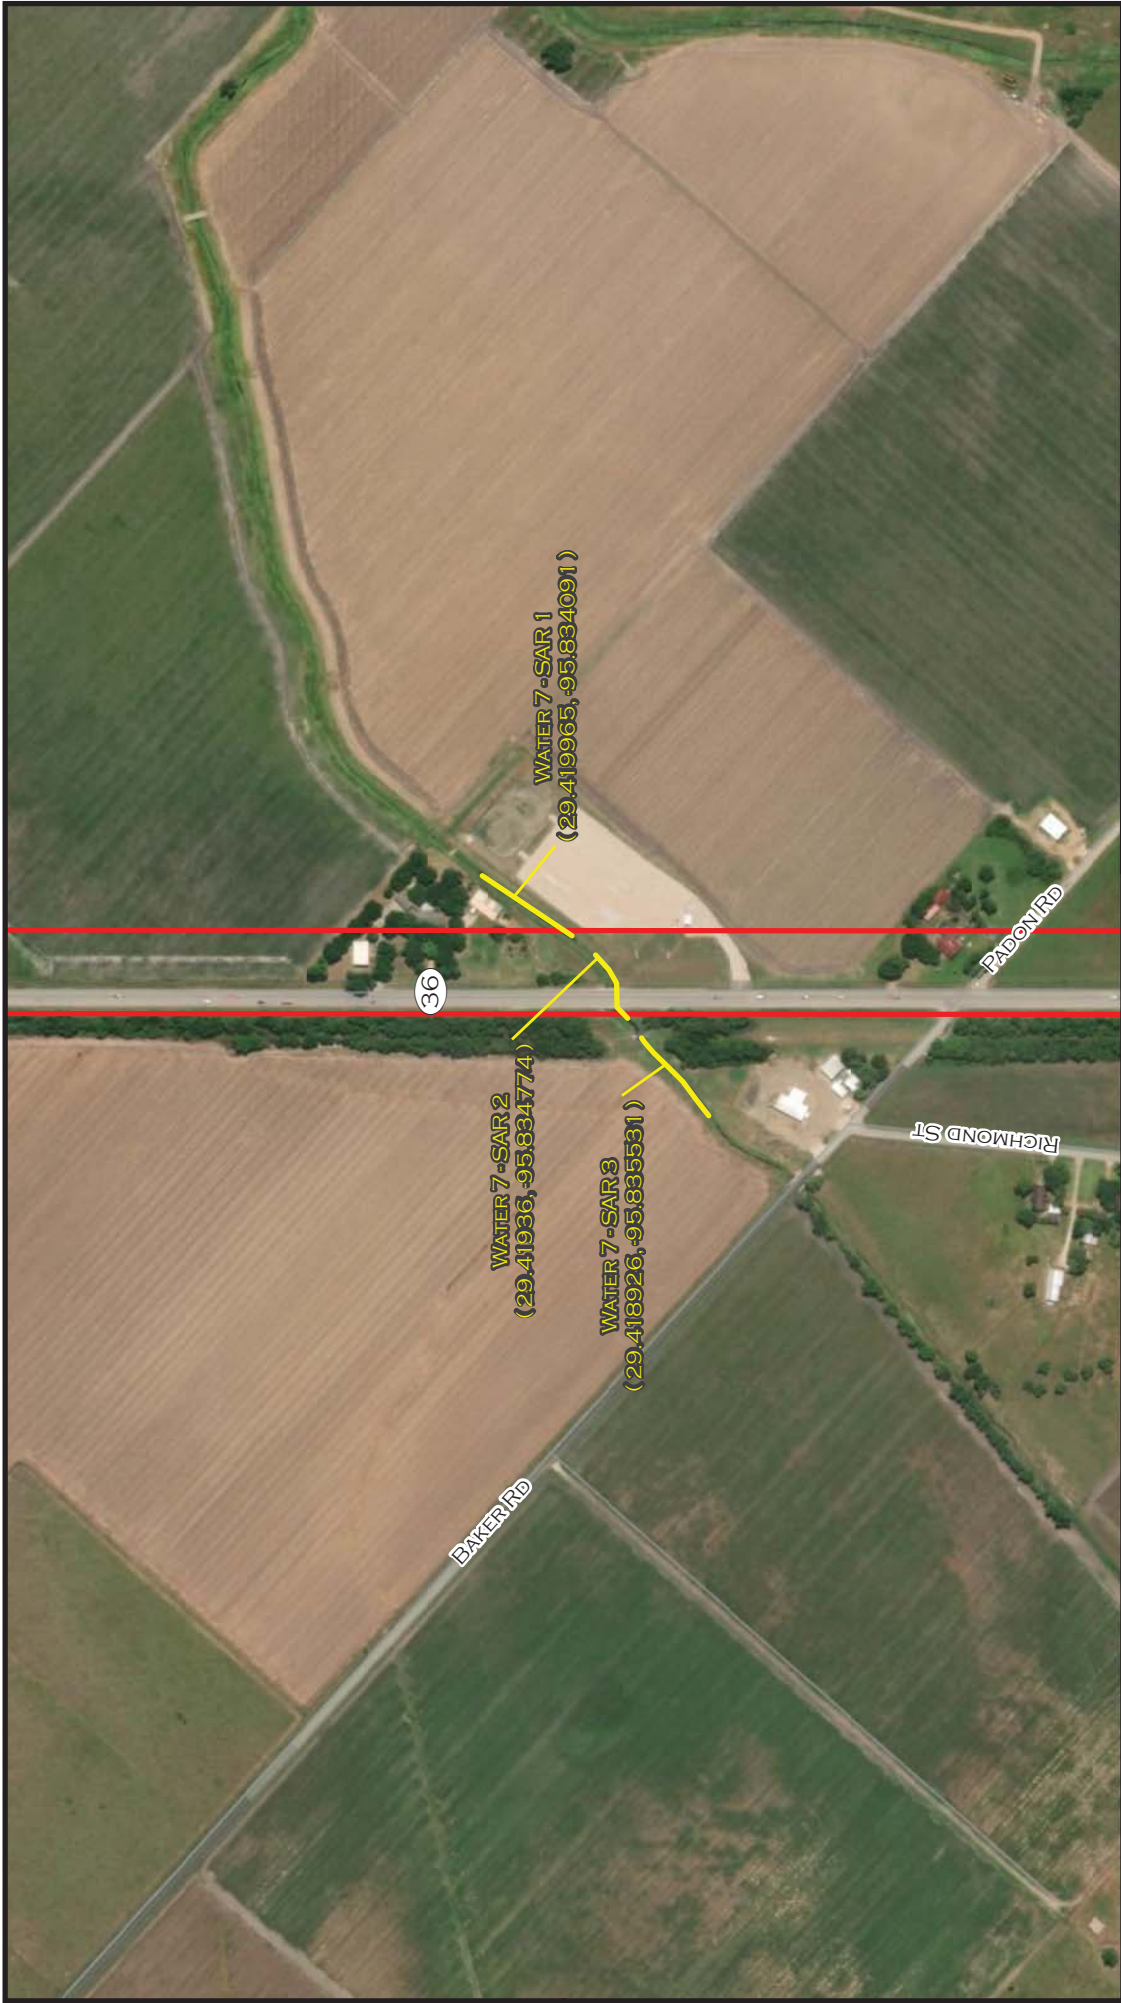 Water 7 - SAR 1
(29.419965, -95.834091)
36
Padon Rd
Water 7 - SAR 2
(29.41936, -95.834774)
Water 7 - SAR 3
(29.418926, -95.835531)
Richmond St
Baker Rd